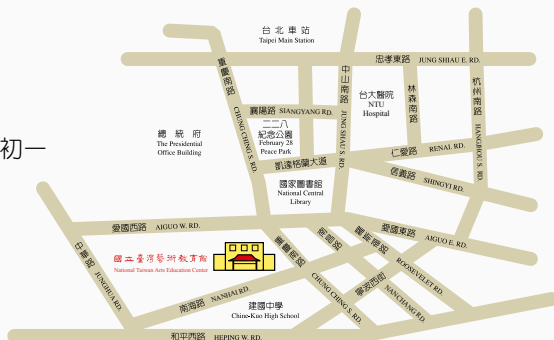 台北車站
Taipei Main Station
忠孝東路 JUNG SHIAU E. RD.
重慶南路
CHUNG CHING S. RD.
中山南路
JUNG SHAU S. RD.
台大醫院
NTU
Hospital
林森南路
杭州南路
HANGHOU S. RD.
襄陽路 SIANGYANG RD.
二二八
紀念公園
February 28
Peace Park
總統府
The Presidential
Office Building
初一
凱達格蘭大道
仁愛路 RENAI. RD.
信義路 SHINGYI RD.
國家圖書館
National Central
Library
愛國西路 AIGUO W. RD.
愛國東路 AIGUO E. RD.
中華路
JUNGHUA RD.
國立臺灣藝術教育館
National Taiwan Arts Education Center
重慶南路
CHUNG CHING S. RD.
ROOSEVELET RD.
NANCHANG RD.
寧波西街
南海路 NANHAI RD.
建國中學
Chine-Kuo High School
和平西路 HEPING W. RD.